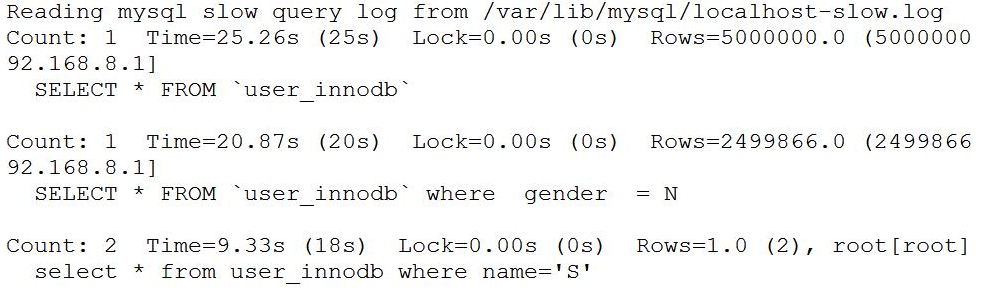 Reading mysql slow query log from /var/lib/mysql/localhost-slow.log
Count: 1  Time=25.26s (25s)  Lock=0.00s (0s)  Rows=5000000.0 (5000000
92.168.8.1]
  SELECT * FROM `user_innodb`

Count: 1  Time=20.87s (20s)  Lock=0.00s (0s)  Rows=2499866.0 (2499866
92.168.8.1]
  SELECT * FROM `user_innodb` where  gender  = N

Count: 2  Time=9.33s (18s)  Lock=0.00s (0s)  Rows=1.0 (2), root[root]
  select * from user_innodb where name='S'